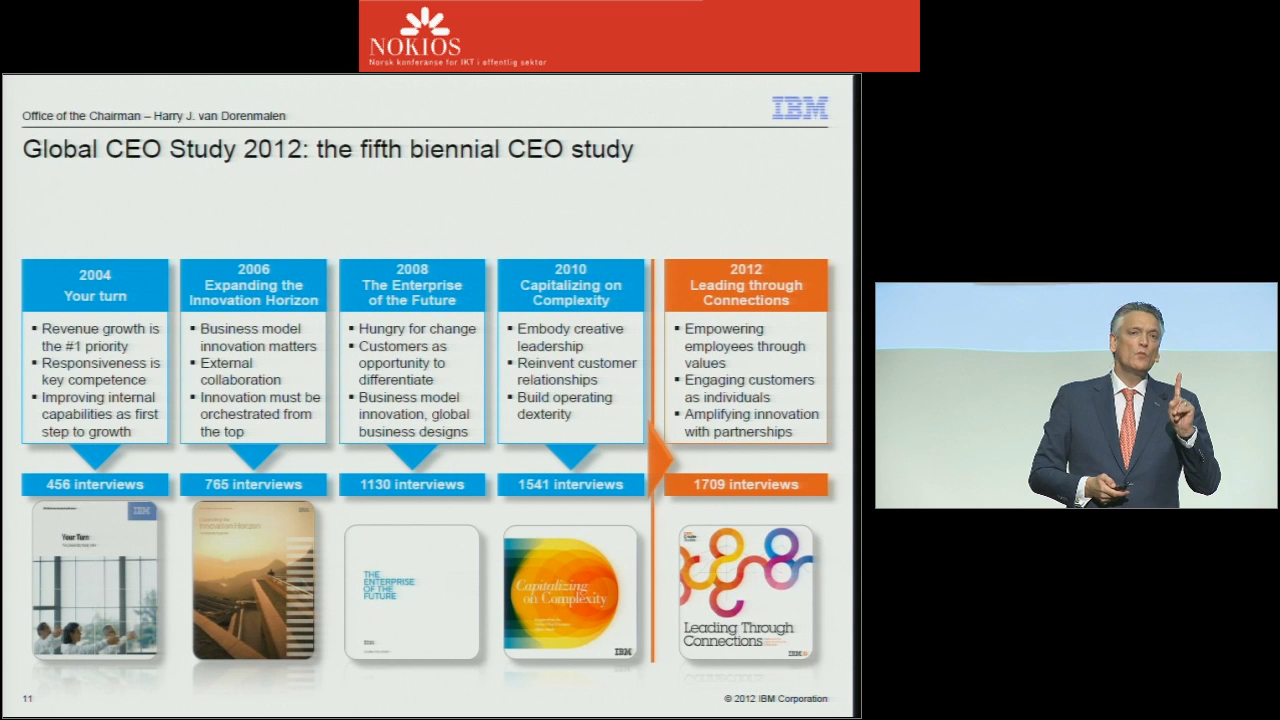 NOKIOS
Norsk konferanse for IKT i offentlig sektor
Office of the Chairman – Harry J. van Dorenmalen
IBM
Global CEO Study 2012: the fifth biennial CEO study
2004
Your turn
▪ Revenue growth is
the #1 priority
▪ Responsiveness is
key competence
▪ Improving internal
capabilities as first
step to growth
456 interviews
IBM
Your Turn
2006
Expanding the
Innovation Horizon
▪ Business model
innovation matters
▪ External
collaboration
▪ Innovation must be
orchestrated from
the top
765 interviews
Innovation Horizon
2008
The Enterprise
of the Future
▪ Hungry for change
▪ Customers as
opportunity to
differentiate
▪ Business model
innovation, global
business designs
1130 interviews
THE
ENTERPRISE
OF THE
FUTURE
IBM
2010
Capitalizing on
Complexity
▪ Embody creative
leadership
▪ Reinvent customer
relationships
▪ Build operating
dexterity
1541 interviews
Capitalizing
on Complexity
IBM
2012
Leading through
Connections
▪ Empowering
employees through
values
▪ Engaging customers
as individuals
▪ Amplifying innovation
with partnerships
1709 interviews
Leading Through
Connections
IBM
11
© 2012 IBM Corporation